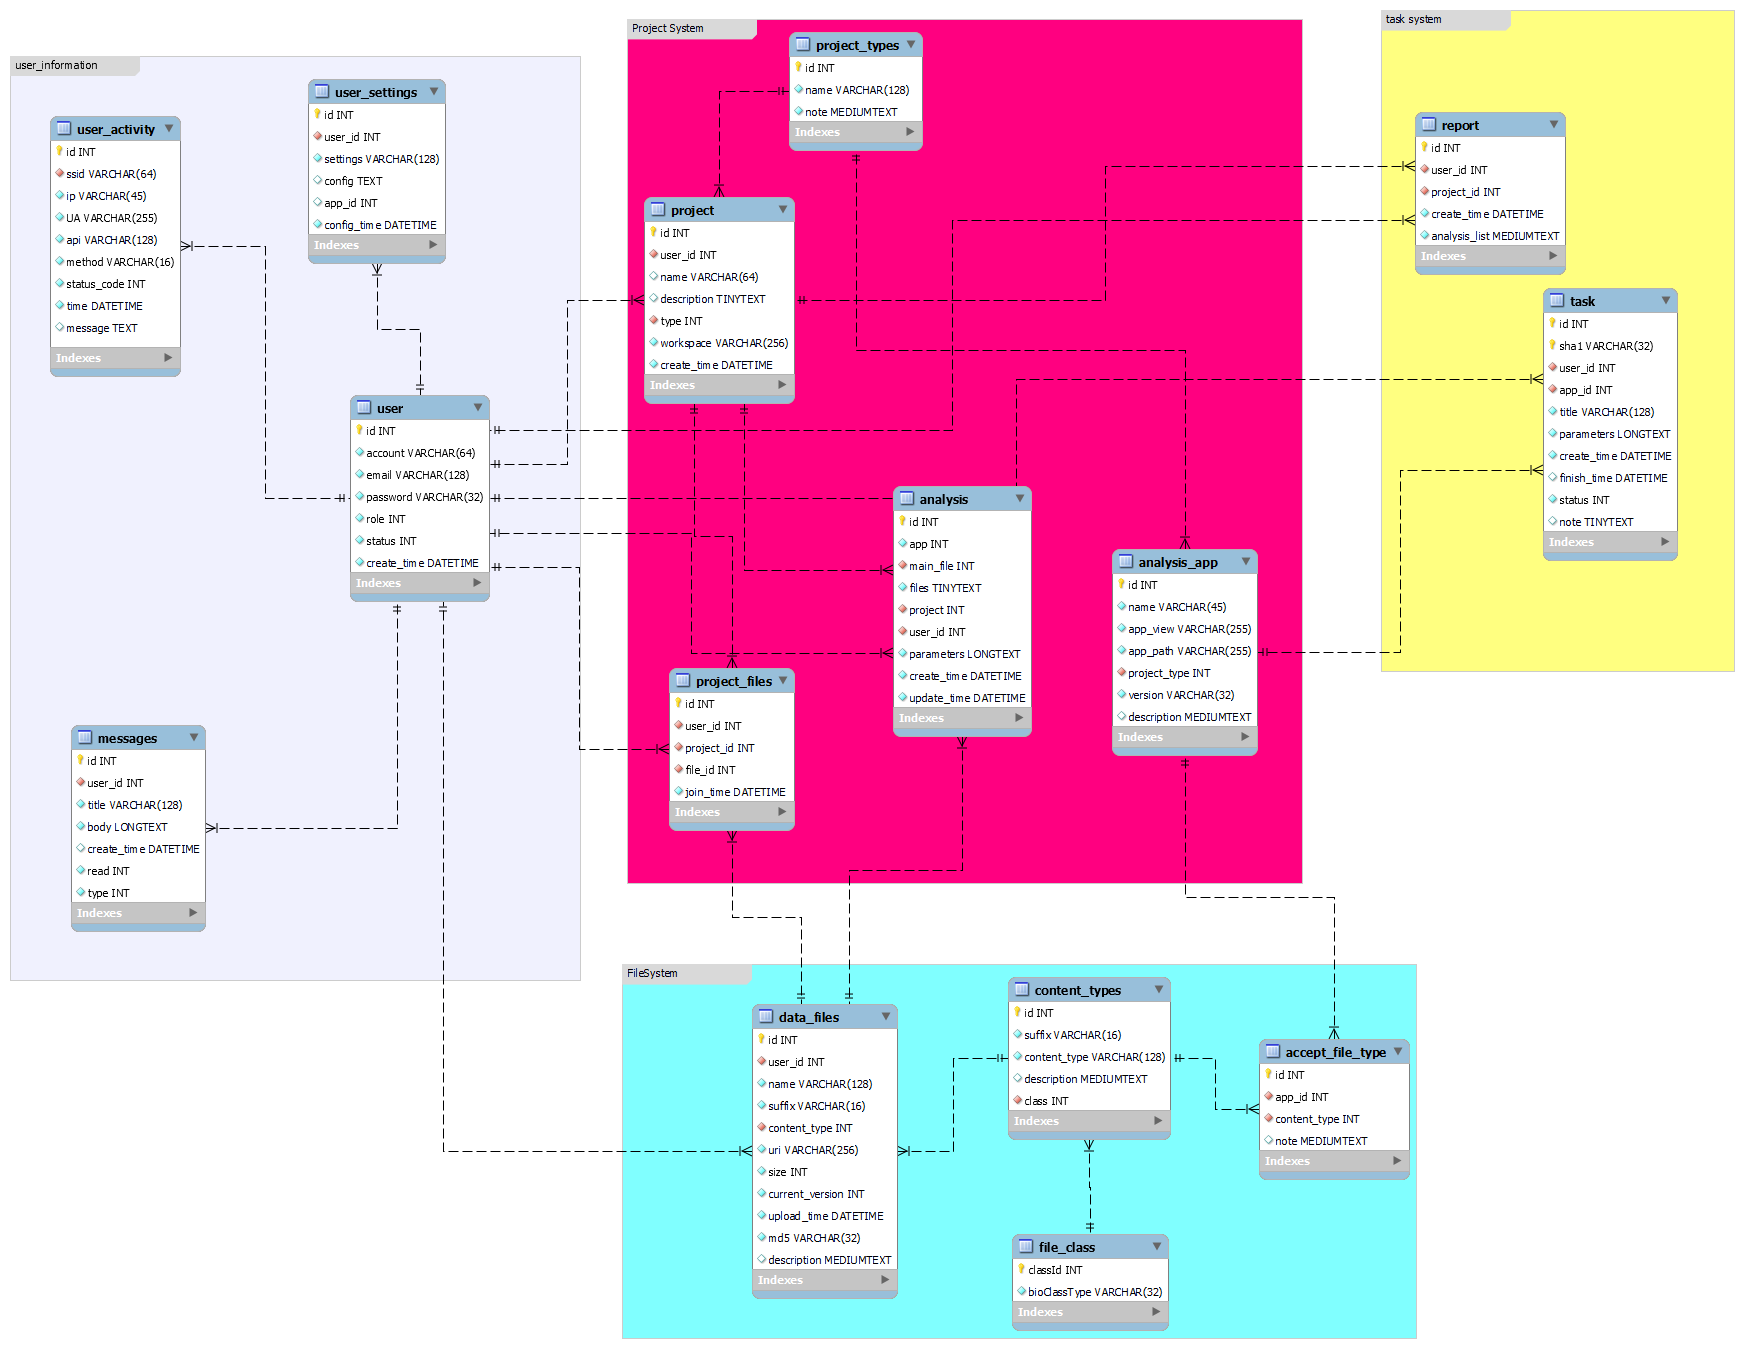 user_information
user_activity
id INT
ssid VARCHAR(64)
ip VARCHAR(45)
UA VARCHAR(255)
api VARCHAR(128)
method VARCHAR(16)
status_code INT
time DATETIME
message TEXT
Indexes
user_settings
id INT
user_id INT
settings VARCHAR(128)
config TEXT
app_id INT
config_time DATETIME
Indexes
user
id INT
account VARCHAR(64)
email VARCHAR(128)
password VARCHAR(32)
role INT
status INT
create_time DATETIME
Indexes
messages
id INT
user_id INT
title VARCHAR(128)
body LONGTEXT
create_time DATETIME
read INT
type INT
Indexes
Project System
project_types
id INT
name VARCHAR(128)
note MEDIUMTEXT
Indexes
project
id INT
user_id INT
name VARCHAR(64)
description TINYTEXT
type INT
workspace VARCHAR(256)
create_time DATETIME
Indexes
analysis
id INT
app INT
main_file INT
files TINYTEXT
project INT
user_id INT
parameters LONGTEXT
create_time DATETIME
update_time DATETIME
Indexes
analysis_app
id INT
name VARCHAR(45)
app_view VARCHAR(255)
app_path VARCHAR(255)
project_type INT
version VARCHAR(32)
description MEDIUMTEXT
Indexes
project_files
id INT
user_id INT
project_id INT
file_id INT
join_time DATETIME
Indexes
task system
report
id INT
user_id INT
project_id INT
create_time DATETIME
analysis_list MEDIUMTEXT
Indexes
task
id INT
sha1 VARCHAR(32)
user_id INT
app_id INT
title VARCHAR(128)
parameters LONGTEXT
create_time DATETIME
finish_time DATETIME
status INT
note TINYTEXT
Indexes
FileSystem
data_files
id INT
user_id INT
name VARCHAR(128)
suffix VARCHAR(16)
content_type INT
uri VARCHAR(256)
size INT
current_version INT
upload_time DATETIME
md5 VARCHAR(32)
description MEDIUMTEXT
Indexes
content_types
id INT
suffix VARCHAR(16)
content_type VARCHAR(128)
description MEDIUMTEXT
class INT
Indexes
accept_file_type
id INT
app_id INT
content_type INT
note MEDIUMTEXT
Indexes
file_class
classId INT
bioClassType VARCHAR(32)
Indexes